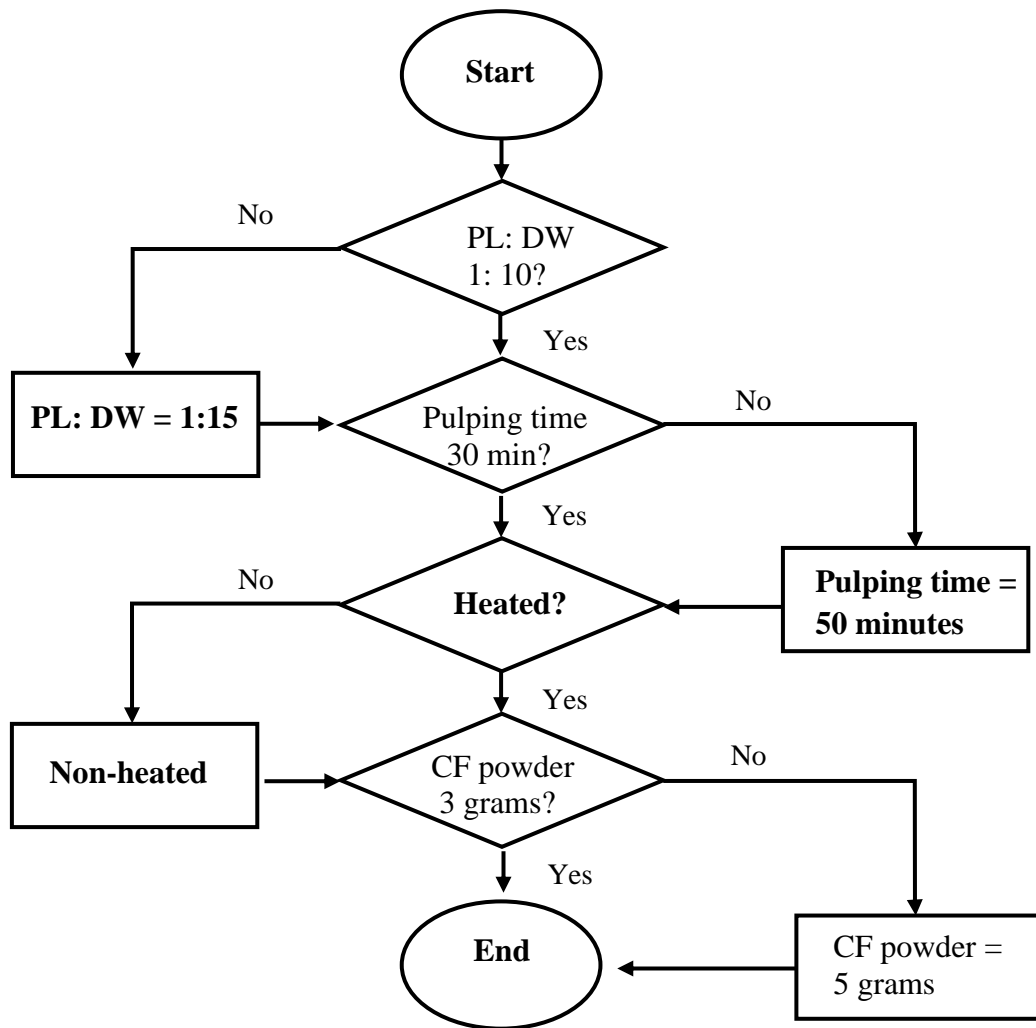 Start
No
PL: DW
1: 10?
Yes
PL: DW = 1:15
Pulping time
30 min?
No
Yes
No
Heated?
Pulping time =
50 minutes
Yes
Non-heated
CF powder
3 grams?
No
Yes
End
CF powder =
5 grams